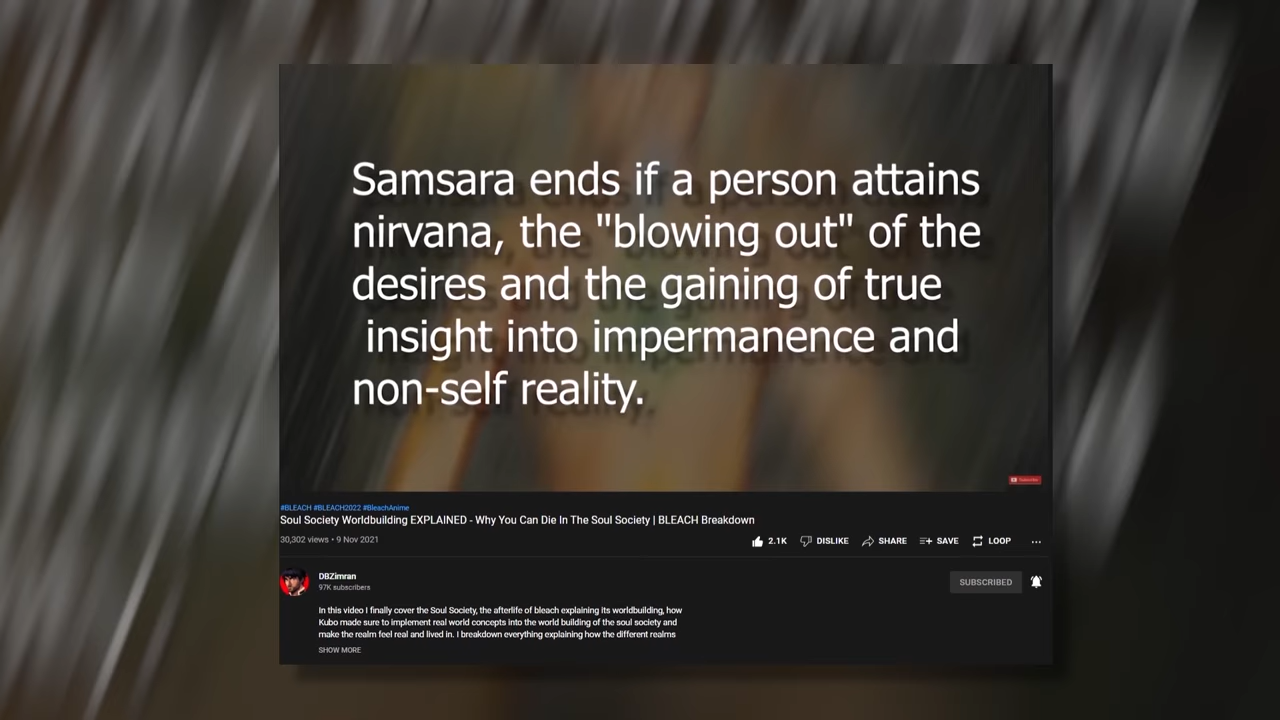 Samsara ends if a person attains
nirvana, the "blowing out" of the
desires and the gaining of true
insight into impermanence and
non-self reality.
Subscribe
#BLEACH #BLEACH2022 #BleachAnime
Soul Society Worldbuilding EXPLAINED - Why You Can Die In The Soul Society | BLEACH Breakdown
30,302 views • 9 Nov 2021
2.1K DISLIKE SHARE SAVE LOOP ...
DBZimran
97K subscribers
SUBSCRIBED
In this video I finally cover the Soul Society, the afterlife of bleach explaining its worldbuilding, how
Kubo made sure to implement real world concepts into the world building of the soul society and
make the realm feel real and lived in. I breakdown everything explaining how the different realms
SHOW MORE